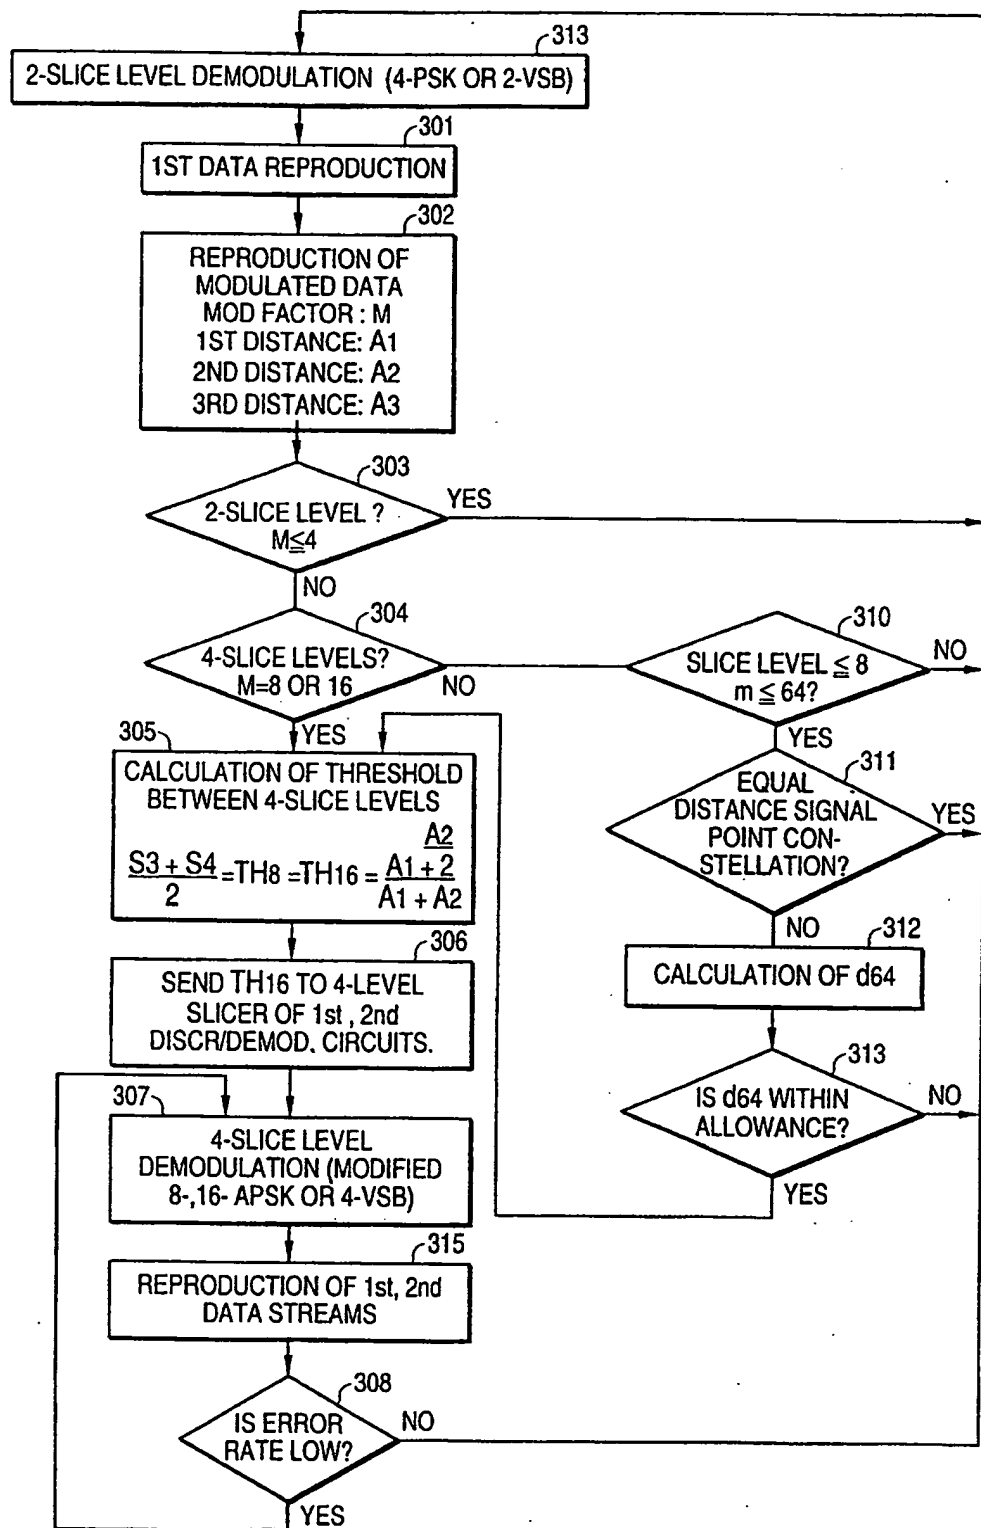 313
2-SLICE LEVEL DEMODULATION (4-PSK OR 2-VSB)
301
1ST DATA REPRODUCTION
302
REPRODUCTION OF
MODULATED DATA
MOD FACTOR : M
1ST DISTANCE: A1
2ND DISTANCE: A2
3RD DISTANCE: A3
303
2-SLICE LEVEL ?
M≦4
YES
NO
304
4-SLICE LEVELS?
M=8 OR 16
NO
YES
310
SLICE LEVEL ≦ 8
m ≦ 64?
NO
YES
305
CALCULATION OF THRESHOLD
BETWEEN 4-SLICE LEVELS
A2
S3 + S4 =TH8 =TH16 = A1 + 2
2 A1 + A2
311
EQUAL
DISTANCE SIGNAL
POINT CON-
STELLATION?
YES
NO
306
SEND TH16 TO 4-LEVEL
SLICER OF 1st , 2nd
DISCR/DEMOD. CIRCUITS.
312
CALCULATION OF d64
313
IS d64 WITHIN
ALLOWANCE?
NO
YES
307
4-SLICE LEVEL
DEMODULATION (MODIFIED
8-,16- APSK OR 4-VSB)
315
REPRODUCTION OF 1st, 2nd
DATA STREAMS
308
IS ERROR
RATE LOW?
NO
YES